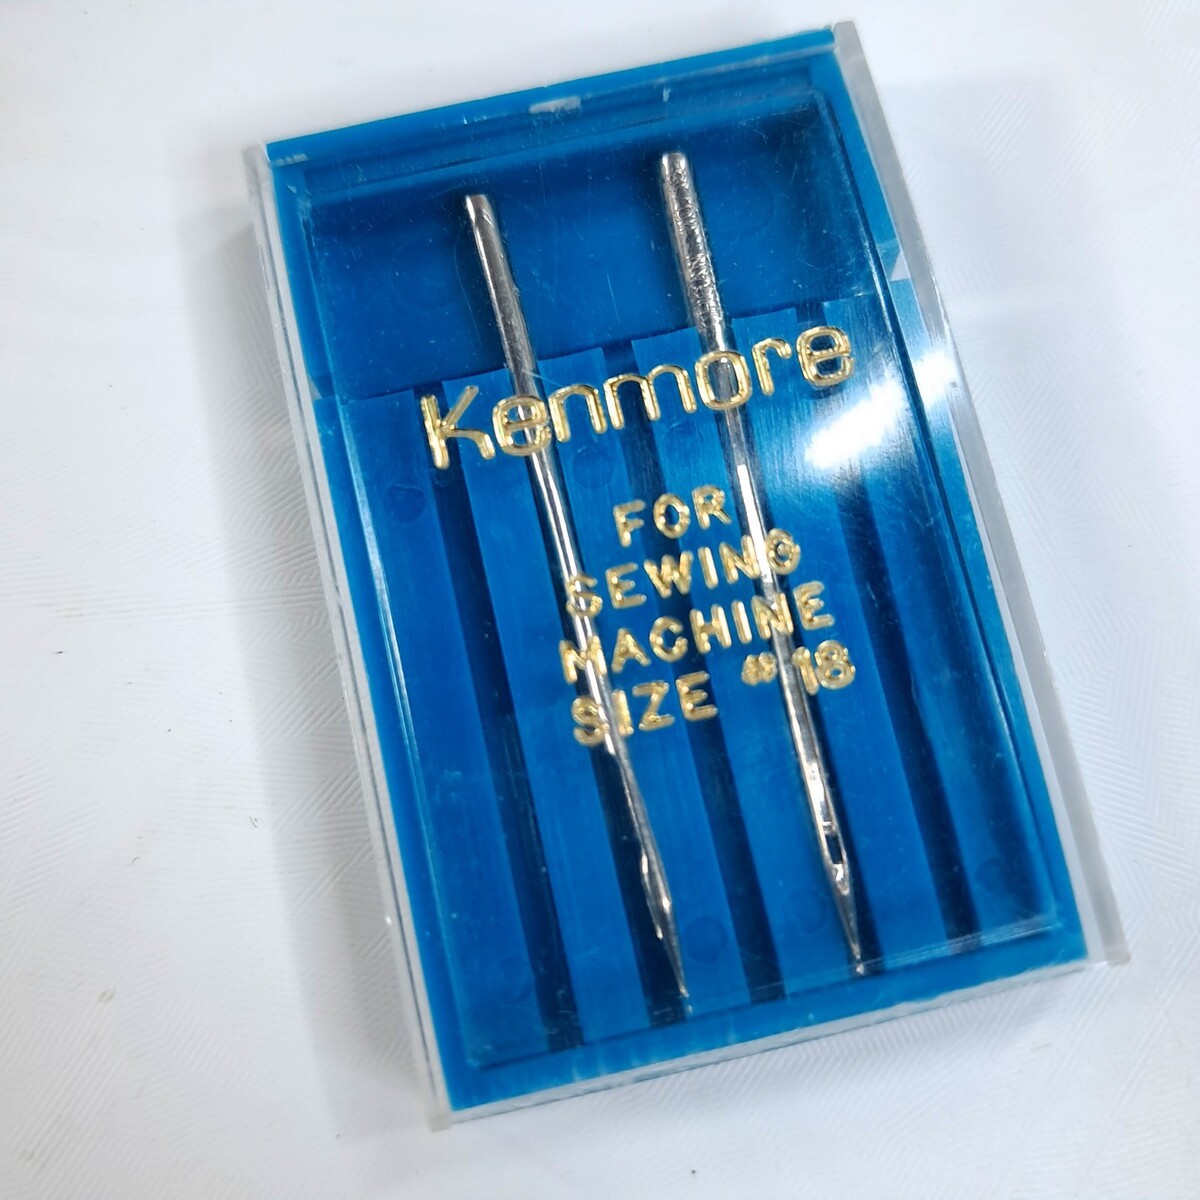 Kenmore
FOR
SEWING
MACHINE
SIZE #18